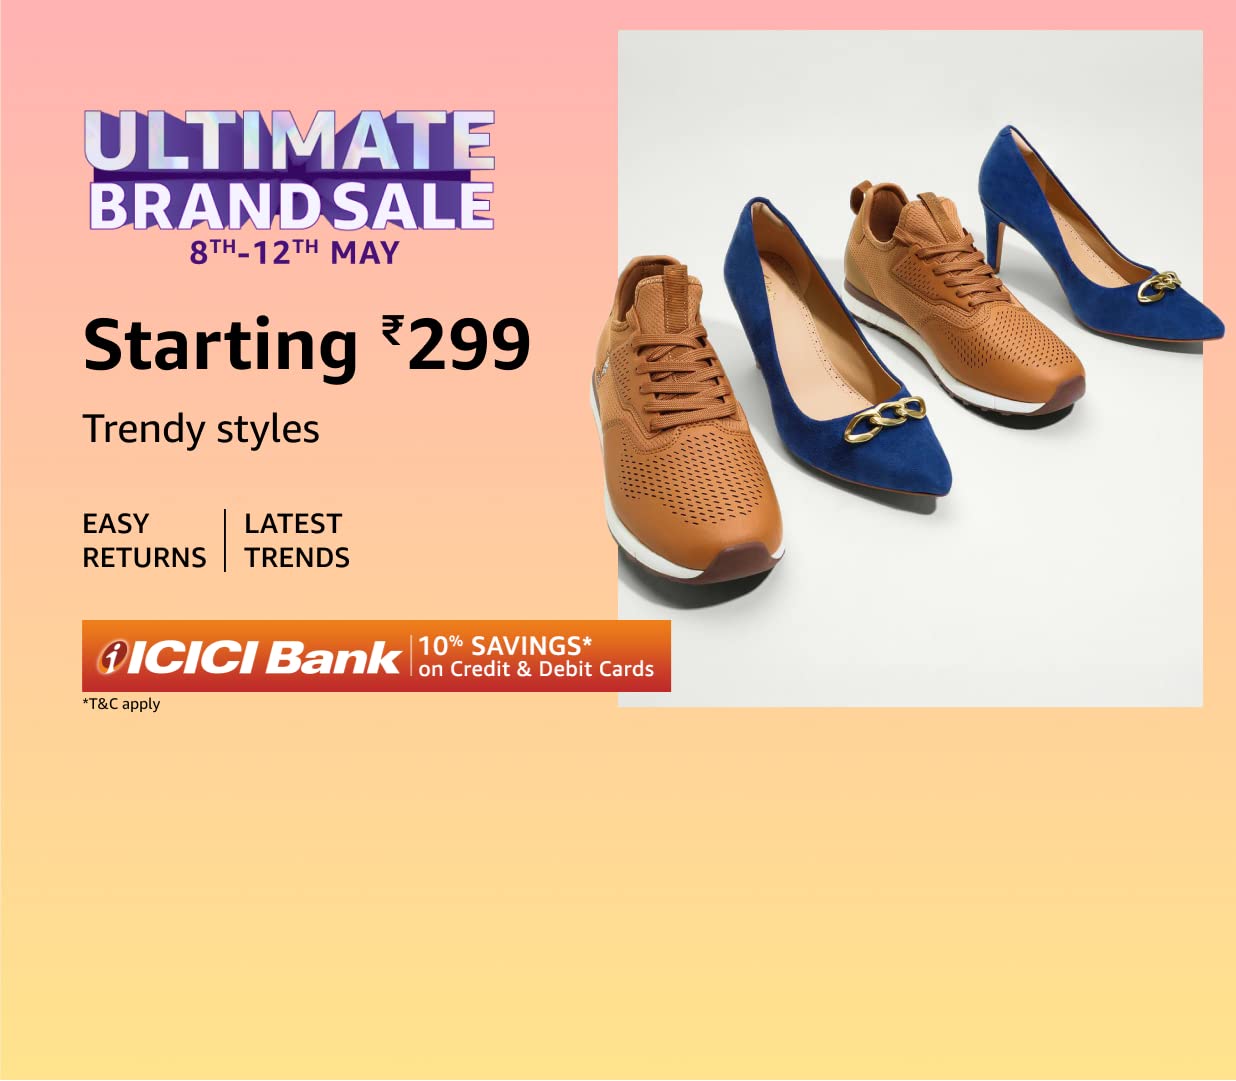 ULTIMATE
BRAND SALE
8TH-12TH MAY
Starting ₹299
Trendy styles
EASY
RETURNS
LATEST
TRENDS
ICICI Bank
10% SAVINGS*
on Credit & Debit Cards
*T&C apply